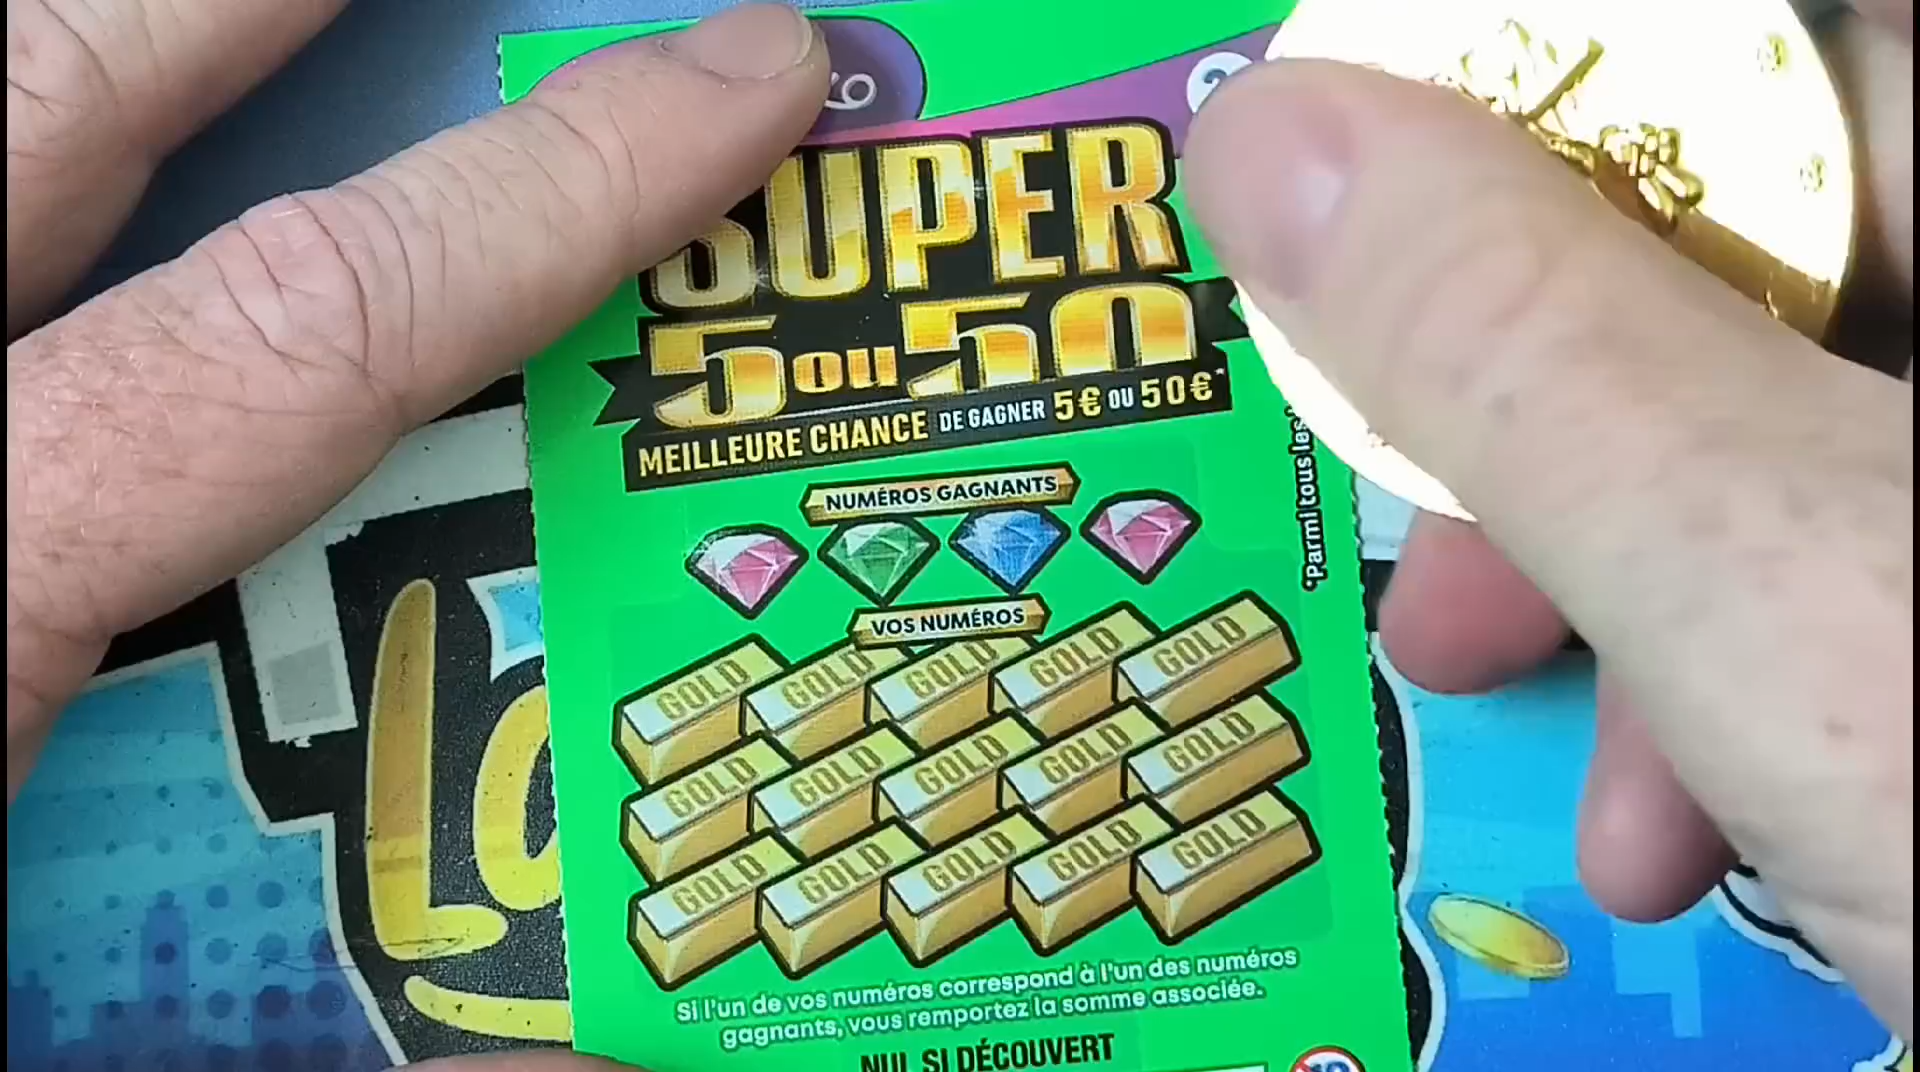 SUPER
5 ou 50
MEILLEURE CHANCE DE GAGNER 5€ OU 50€*
NUMÉROS GAGNANTS
*Parmi tous les
VOS NUMÉROS
GOLD GOLD GOLD GOLD GOLD
GOLD GOLD GOLD GOLD GOLD
GOLD GOLD GOLD GOLD GOLD
Si l'un de vos numéros correspond à l'un des numéros
gagnants, vous remportez la somme associée.
NUL SI DÉCOUVERT